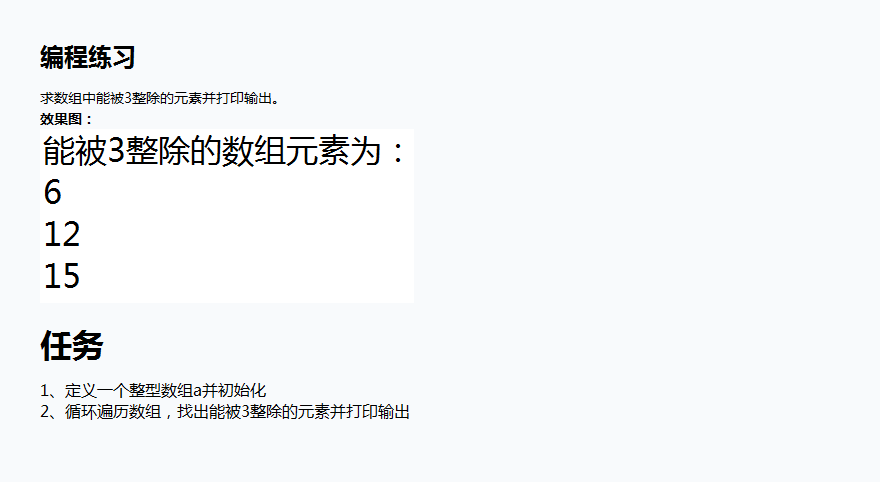 编程练习
求数组中能被3整除的元素并打印输出。
效果图：
能被3整除的数组元素为：
6
12
15
任务
1、定义一个整型数组a并初始化
2、循环遍历数组，找出能被3整除的元素并打印输出